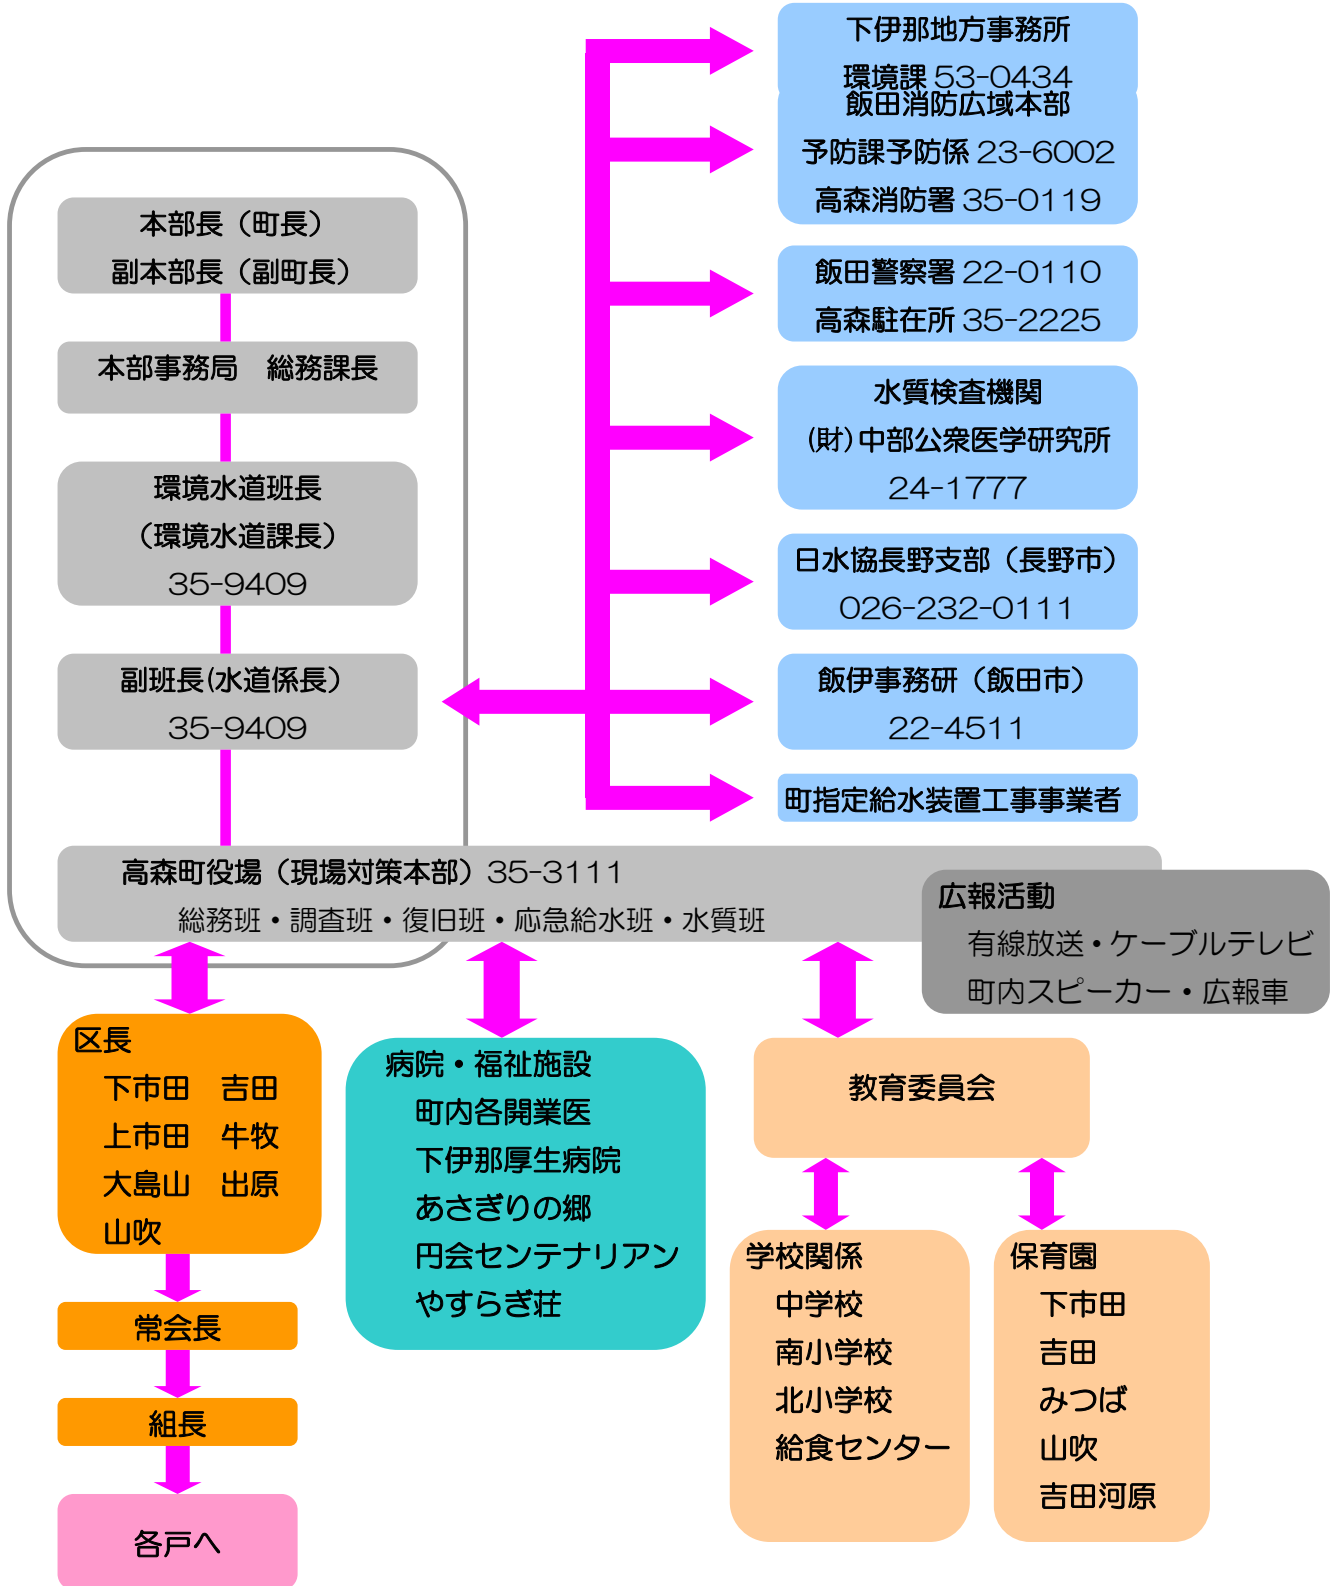 下伊那地方事務所
環境課 53-0434
飯田消防広域本部
予防課予防係 23-6002
高森消防署 35-0119
飯田警察署 22-0110
高森駐在所 35-2225
水質検査機関
(財)中部公衆医学研究所
24-1777
日水協長野支部（長野市）
026-232-0111
飯伊事務研（飯田市）
22-4511
町指定給水装置工事事業者
本部長（町長）
副本部長（副町長）
本部事務局　総務課長
環境水道班長
（環境水道課長）
35-9409
副班長(水道係長）
35-9409
高森町役場（現場対策本部）35-3111
総務班・調査班・復旧班・応急給水班・水質班
広報活動
有線放送・ケーブルテレビ
町内スピーカー・広報車
区長
下市田　吉田
上市田　牛牧
大島山　出原
山吹
常会長
組長
各戸へ
病院・福祉施設
町内各開業医
下伊那厚生病院
あさぎりの郷
円会センテナリアン
やすらぎ荘
教育委員会
学校関係
中学校
南小学校
北小学校
給食センター
保育園
下市田
吉田
みつば
山吹
吉田河原